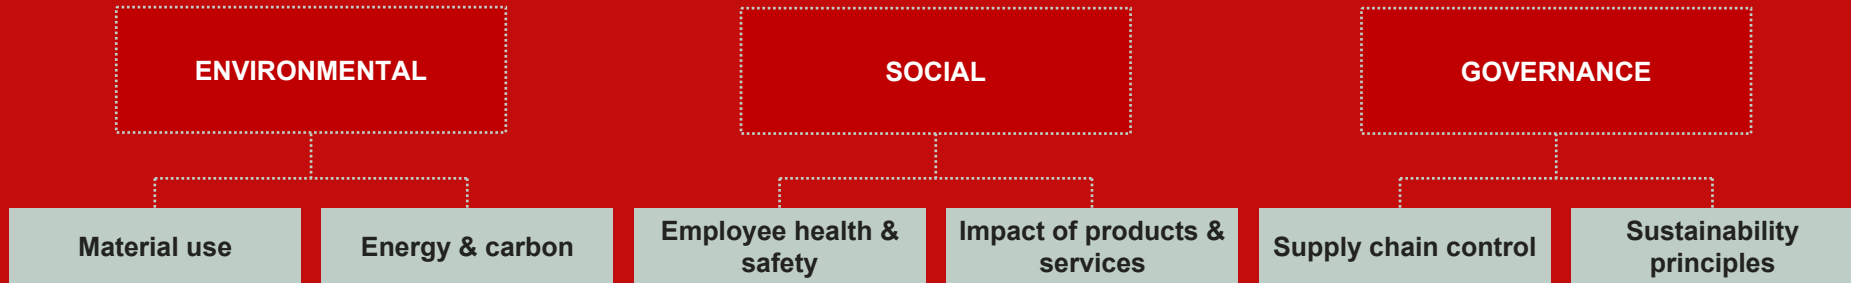 ENVIRONMENTAL
SOCIAL
GOVERNANCE
Material use
Energy & carbon
Employee health &
safety
Impact of products &
services
Supply chain control
Sustainability
principles